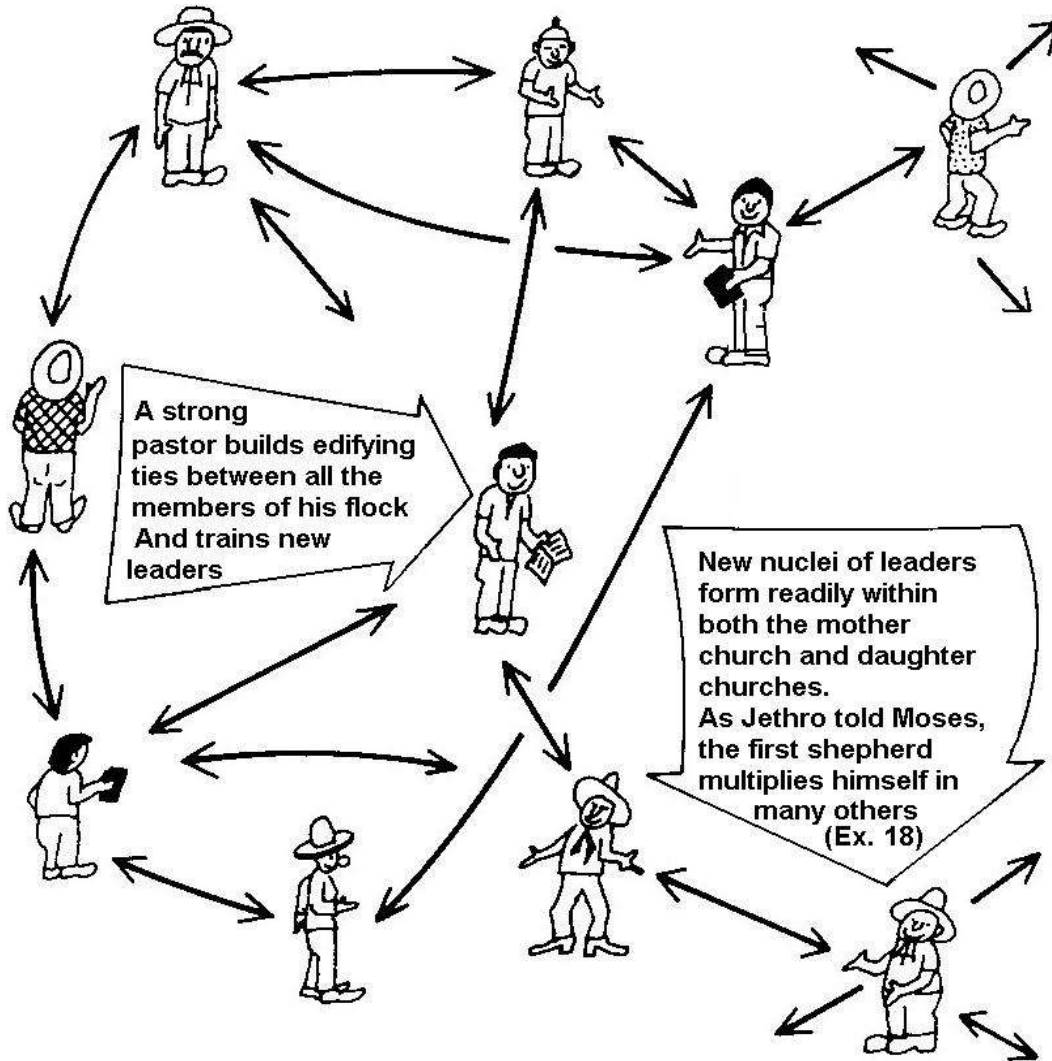 A strong
pastor builds edifying
ties between all the
members of his flock
And trains new
leaders
New nuclei of leaders
form readily within
both the mother
church and daughter
churches.
As Jethro told Moses,
the first shepherd
multiplies himself in
many others
(Ex. 18)